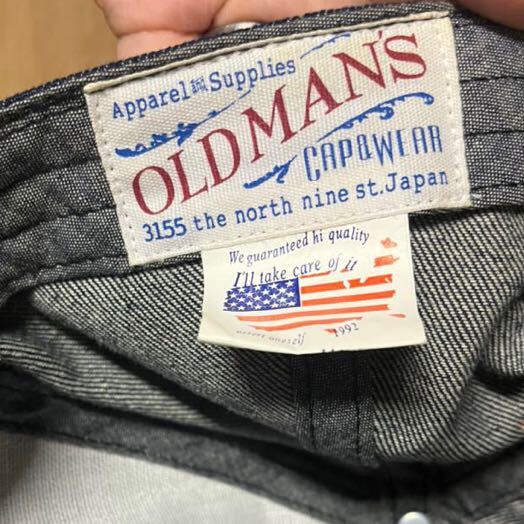 Apparel and Supplies
OLDMAN'S
CAP & WEAR
3155 the north nine st. Japan
We guaranteed hi quality
I'll take care of it
1992